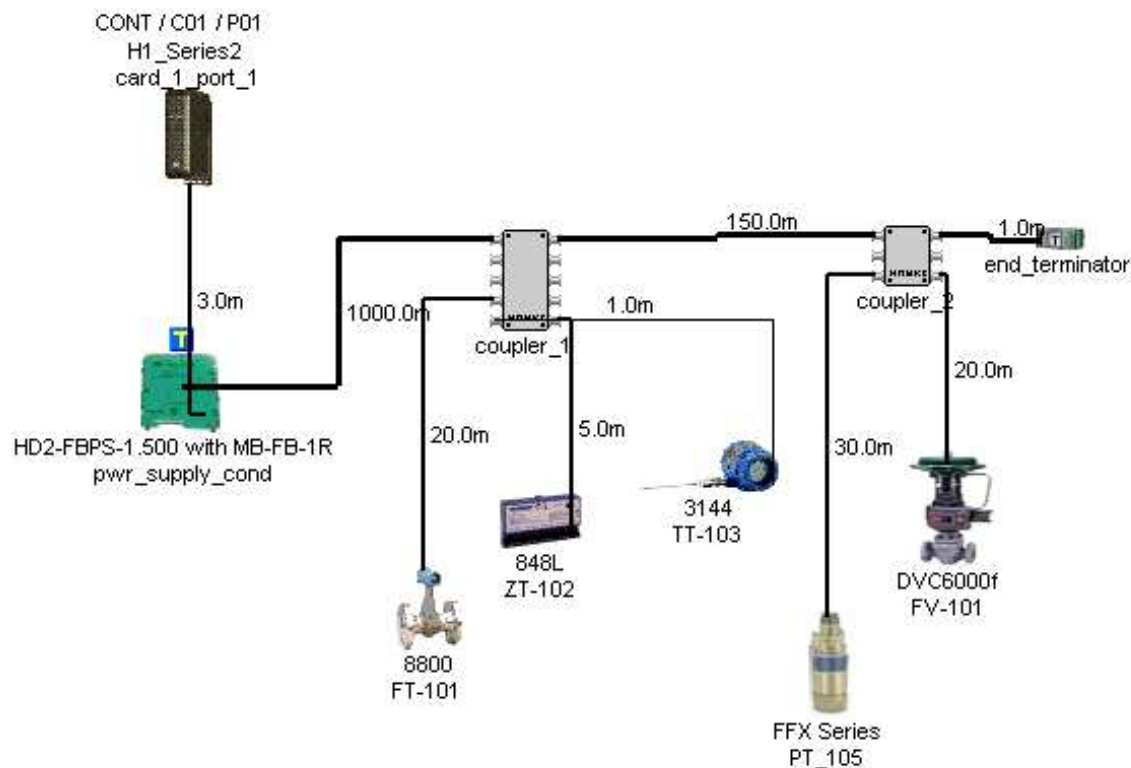 CONT / C01 / P01
H1_Series2
card_1_port_1
3.0m
T
HD2-FBPS-1.500 with MB-FB-1R
pwr_supply_cond
1000.0m
coupler_1
150.0m
coupler_2
1.0m
T
end_terminator
1.0m
20.0m
5.0m
30.0m
20.0m
8800
FT-101
848L
ZT-102
3144
TT-103
FFX Series
PT_105
DVC6000f
FV-101